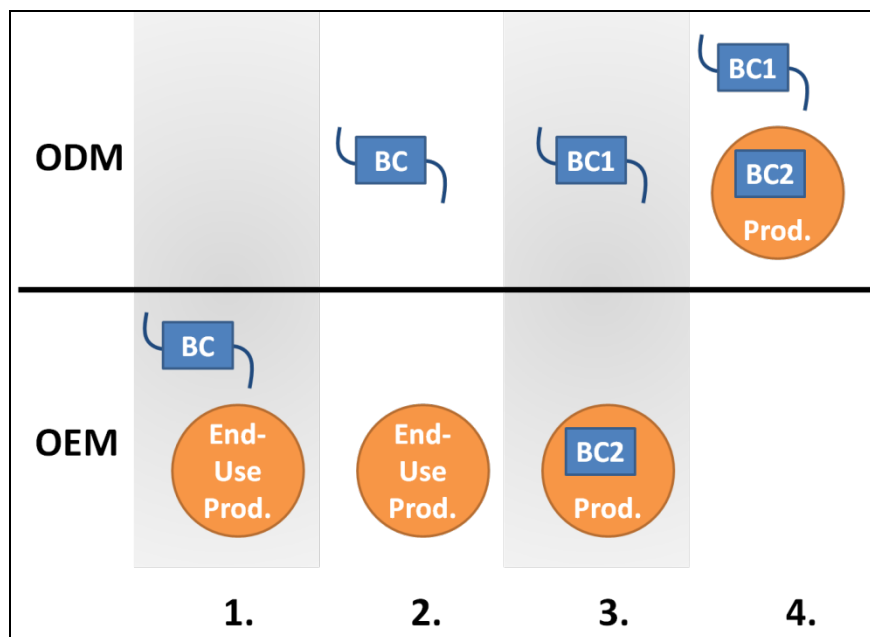 BC1
ODM
BC
BC1
BC2
Prod.
BC
OEM
End-
Use
Prod.
End-
Use
Prod.
BC2
Prod.
1.
2.
3.
4.